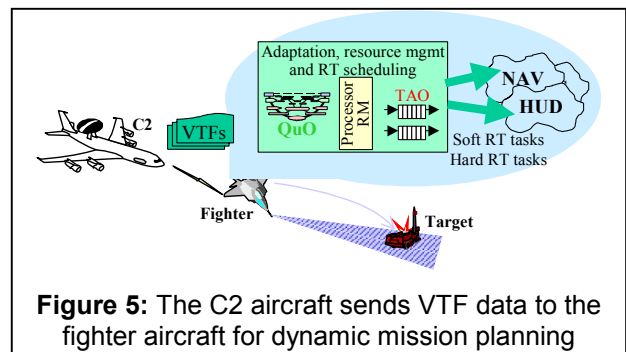 Adaptation, resource mgmt
and RT scheduling
C2
VTFs
QuO
Processor
RM
TAO
NAV
HUD
Soft RT tasks
Hard RT tasks
Fighter
Target
Figure 5: The C2 aircraft sends VTF data to the
fighter aircraft for dynamic mission planning